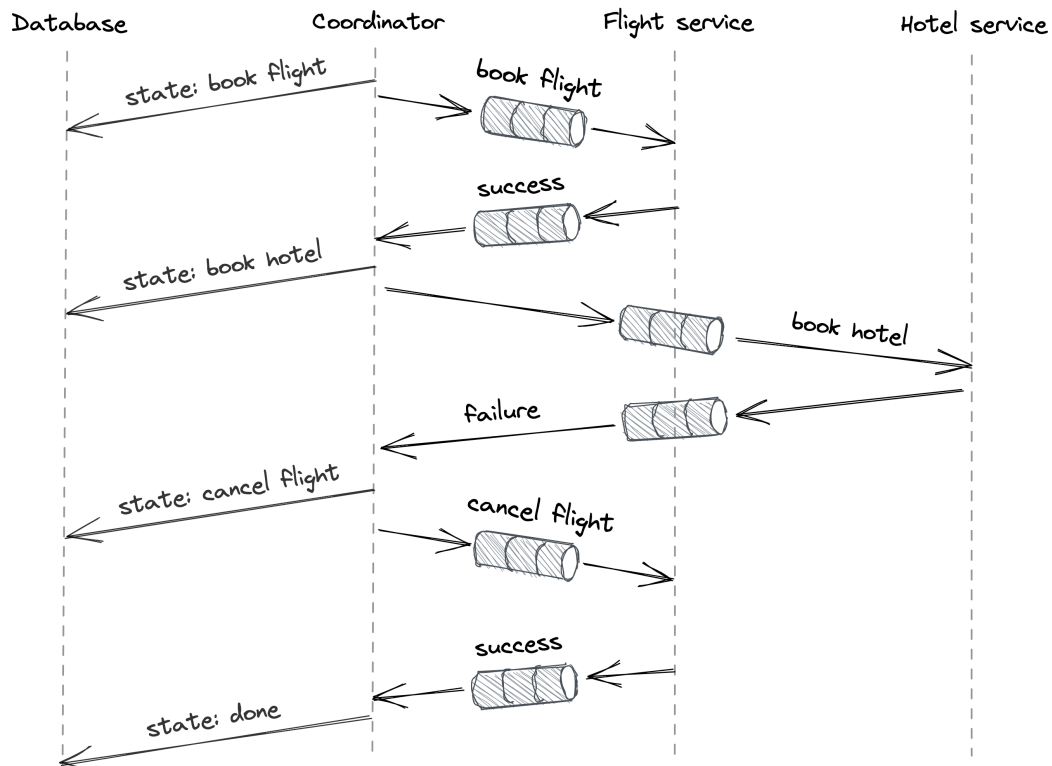 Database
Coordinator
Flight service
Hotel service
state: book flight
book flight
success
state: book hotel
book hotel
failure
state: cancel flight
cancel flight
success
state: done